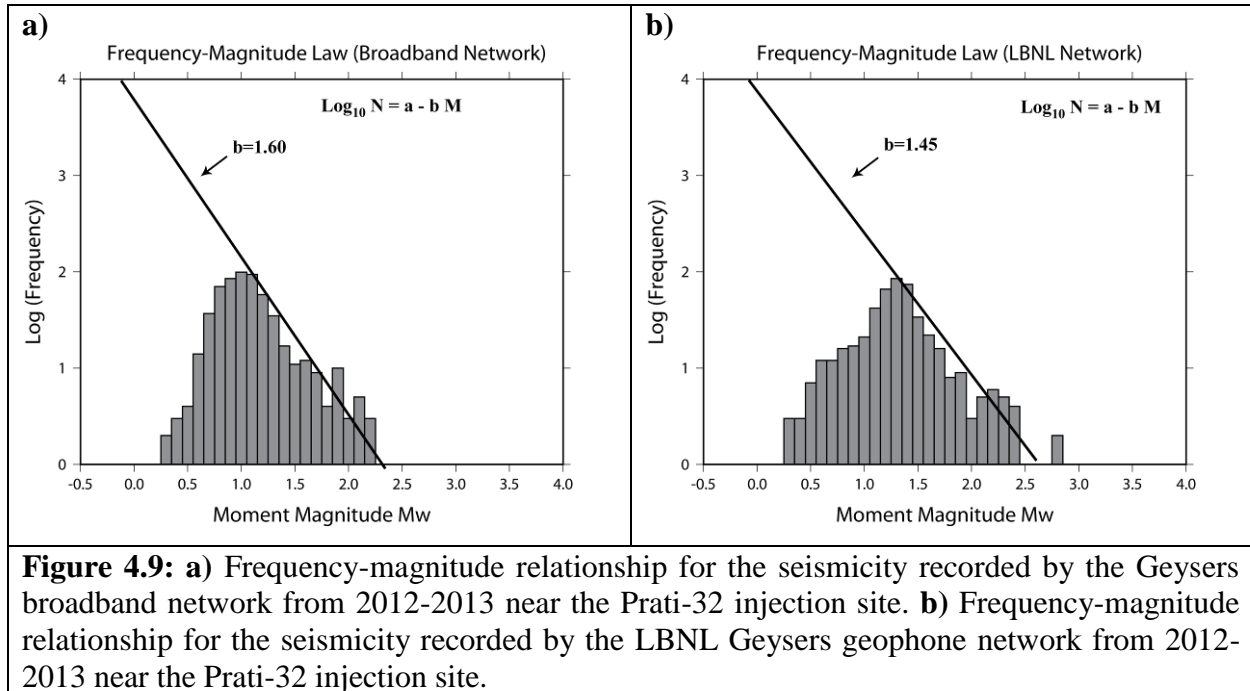 a)
Frequency-Magnitude Law (Broadband Network)
Log10 N = a - b M
b=1.60
4
3
2
1
0
Log (Frequency)
-0.5 0.0 0.5 1.0 1.5 2.0 2.5 3.0 3.5 4.0
Moment Magnitude Mw
b)
Frequency-Magnitude Law (LBNL Network)
Log10 N = a - b M
b=1.45
4
3
2
1
0
Log (Frequency)
-0.5 0.0 0.5 1.0 1.5 2.0 2.5 3.0 3.5 4.0
Moment Magnitude Mw
Figure 4.9: a) Frequency-magnitude relationship for the seismicity recorded by the Geysers
broadband network from 2012-2013 near the Prati-32 injection site. b) Frequency-magnitude
relationship for the seismicity recorded by the LBNL Geysers geophone network from 2012-
2013 near the Prati-32 injection site.